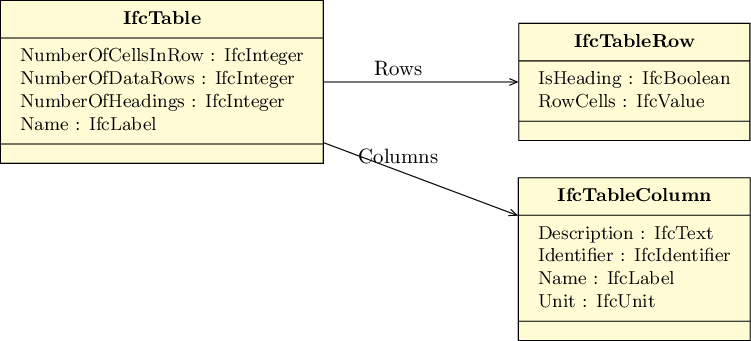 IfcTable
NumberOfCellsInRow : IfcInteger
NumberOfDataRows : IfcInteger
NumberOfHeadings : IfcInteger
Name : IfcLabel
Rows
Columns
IfcTableRow
IsHeading : IfcBoolean
RowCells : IfcValue
IfcTableColumn
Description : IfcText
Identifier : IfcIdentifier
Name : IfcLabel
Unit : IfcUnit